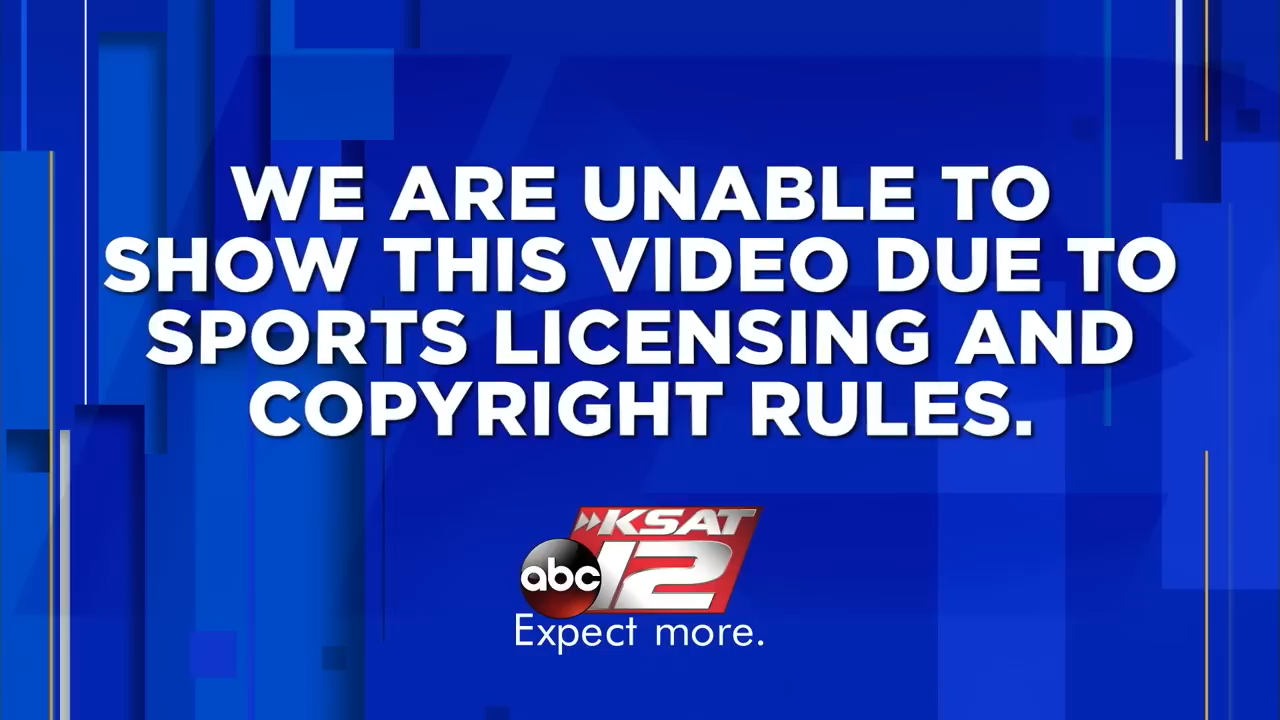 WE ARE UNABLE TO
SHOW THIS VIDEO DUE TO
SPORTS LICENSING AND
COPYRIGHT RULES.
KSAT
abc 12
Expect more.